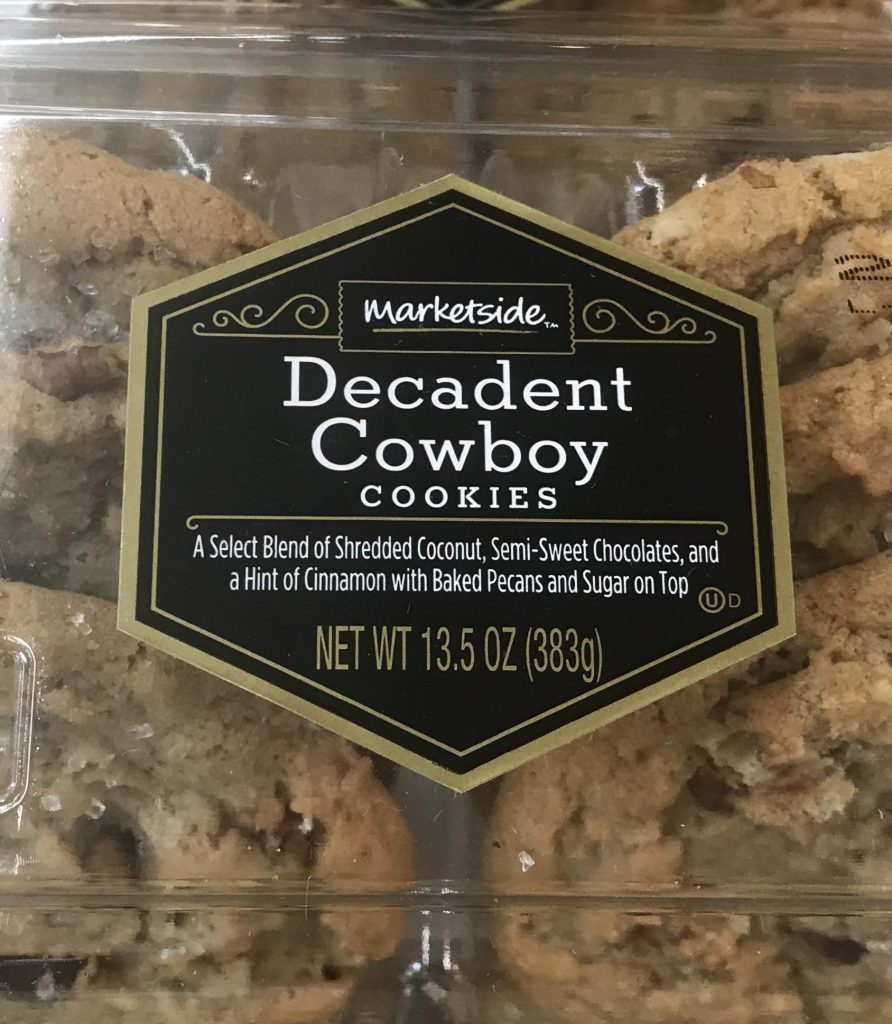 Marketside™
Decadent
Cowboy
COOKIES
A Select Blend of Shredded Coconut, Semi-Sweet Chocolates, and
a Hint of Cinnamon with Baked Pecans and Sugar on Top
U D
NET WT 13.5 OZ (383g)